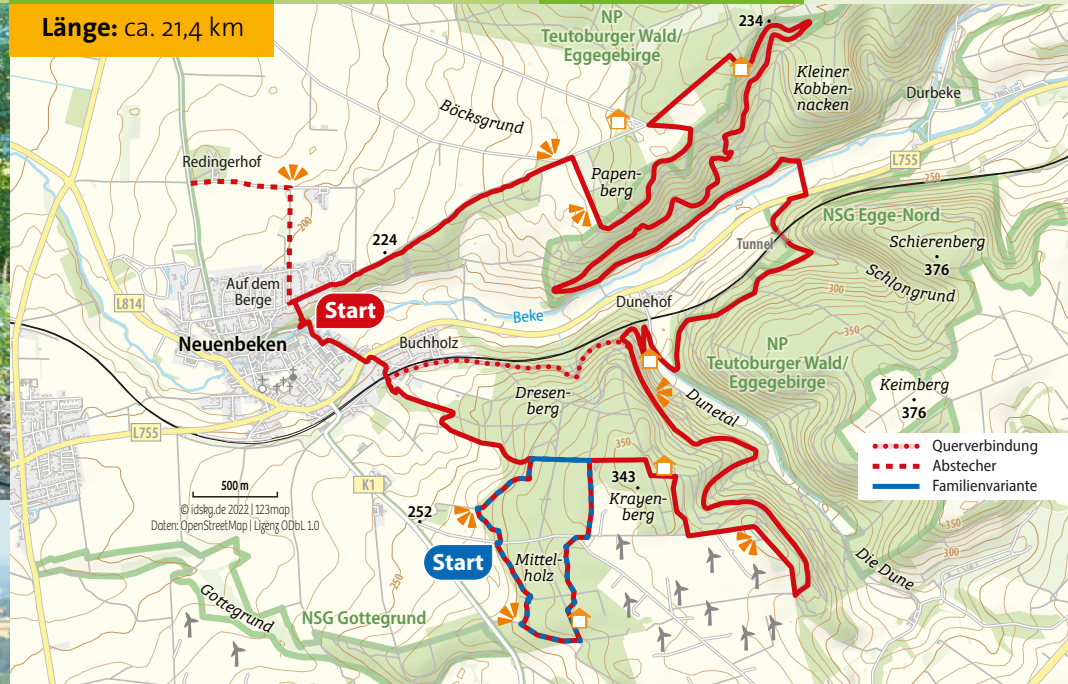 Länge: ca. 21,4 km
NP
Teutoburger Wald/
Eggegebirge
234
Kleiner
Kobben-
nacken
Durbeke
Böcksgrund
Redingerhof
L755
250
Papen-
berg
200
NSG Egge-Nord
224
Tunnel
Schierenberg
376
Auf dem
Berge
Schlongrund
300
L814
Start
Dunehof
Beke
Neuenbeken
Buchholz
350
NP
Teutoburger Wald/
Eggegebirge
Keimberg
376
Dresen-
berg
Dunetal
L755
350
Querverbindung
Abstecher
Familienvariante
500 m
K1
343
Krayen-
berg
© idskg.de 2022 | 123map
Daten: OpenStreetMap | Lizenz ODbL 1.0
252
350
300
Start
Mittel-
holz
Die Dune
250
Gottegrund
NSG Gottegrund